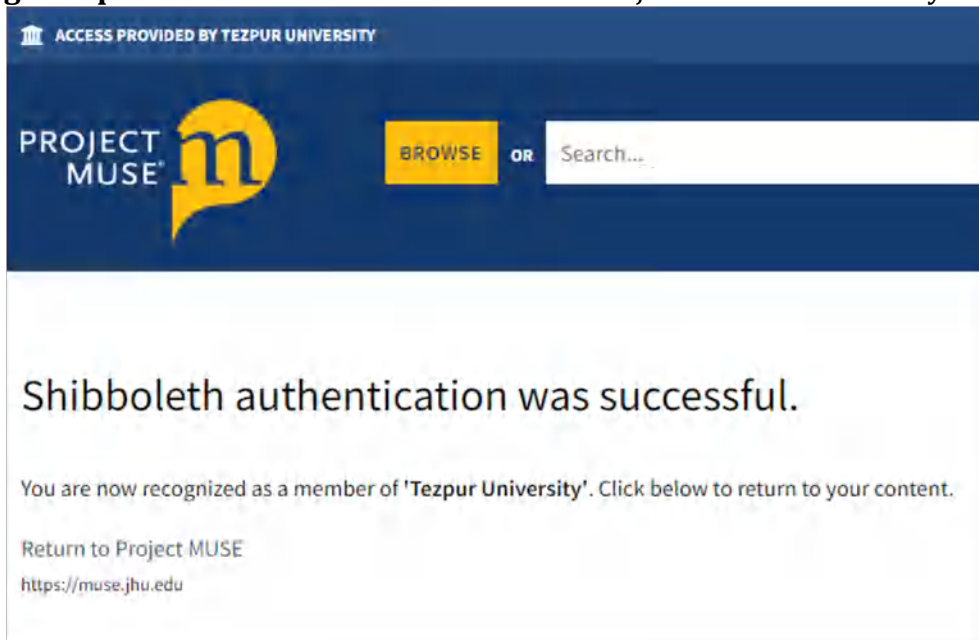 ACCESS PROVIDED BY TEZPUR UNIVERSITY
PROJECT
MUSE®
m
BROWSE OR Search...
Shibboleth authentication was successful.
You are now recognized as a member of 'Tezpur University'. Click below to return to your content.
Return to Project MUSE
https://muse.jhu.edu